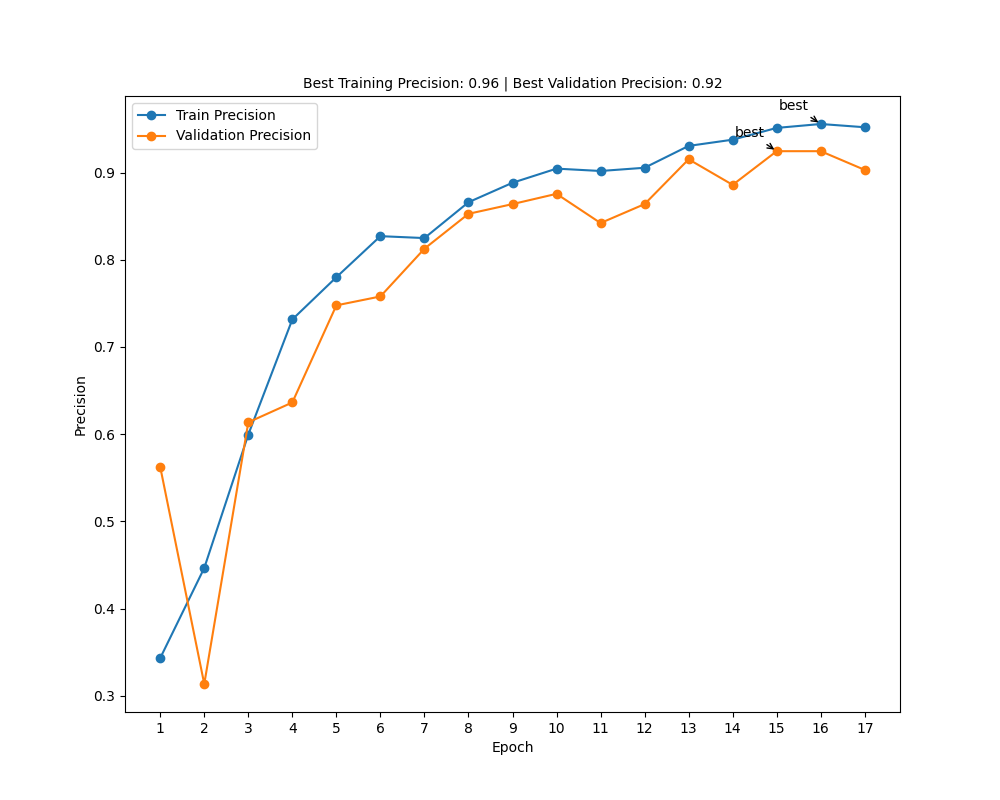 Best Training Precision: 0.96 | Best Validation Precision: 0.92
Train Precision
Validation Precision
best
best
0.9
0.8
0.7
0.6
0.5
0.4
0.3
Precision
1 2 3 4 5 6 7 8 9 10 11 12 13 14 15 16 17
Epoch